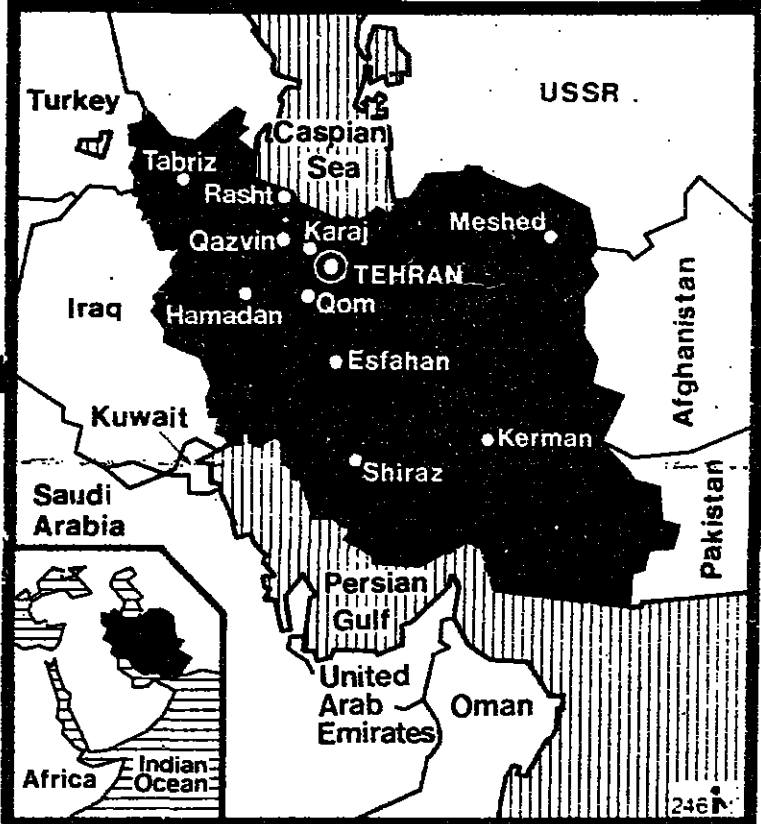 USSR
Turkey
Caspian
Sea
Tabriz
Rasht
Meshed
Karaj
Qazvin
TEHRAN
Iraq
Hamadan
Qom
Afghanistan
Esfahan
Kuwait
Kerman
Shiraz
Saudi
Arabia
Pakistan
Persian
Gulf
United
Arab
Emirates
Oman
Africa
Indian
Ocean
246